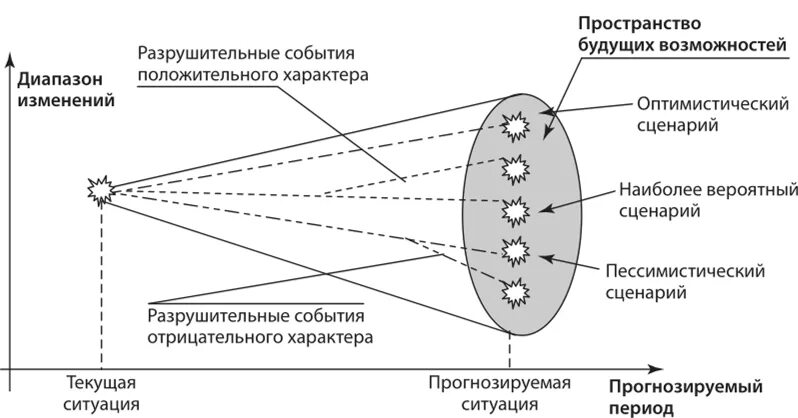 Пространство
будущих возможностей
Разрушительные события
положительного характера
Диапазон
изменений
Оптимистический
сценарий
Наиболее вероятный
сценарий
Пессимистический
сценарий
Разрушительные события
отрицательного характера
Текущая
ситуация
Прогнозируемая
ситуация
Прогнозируемый
период